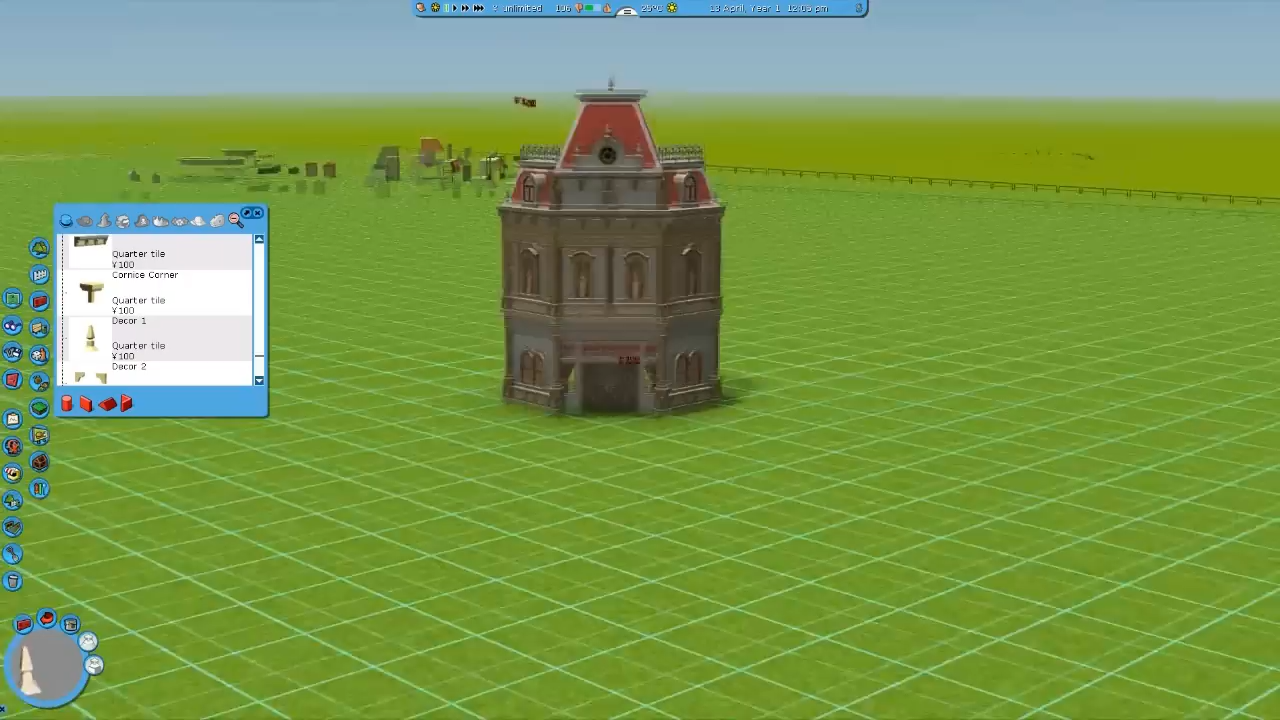 ¥ unlimited 25°C 13 April, Year 1 12:05 pm
Quarter tile
¥100
Cornice Corner
Quarter tile
¥100
Decor 1
Quarter tile
¥100
Decor 2